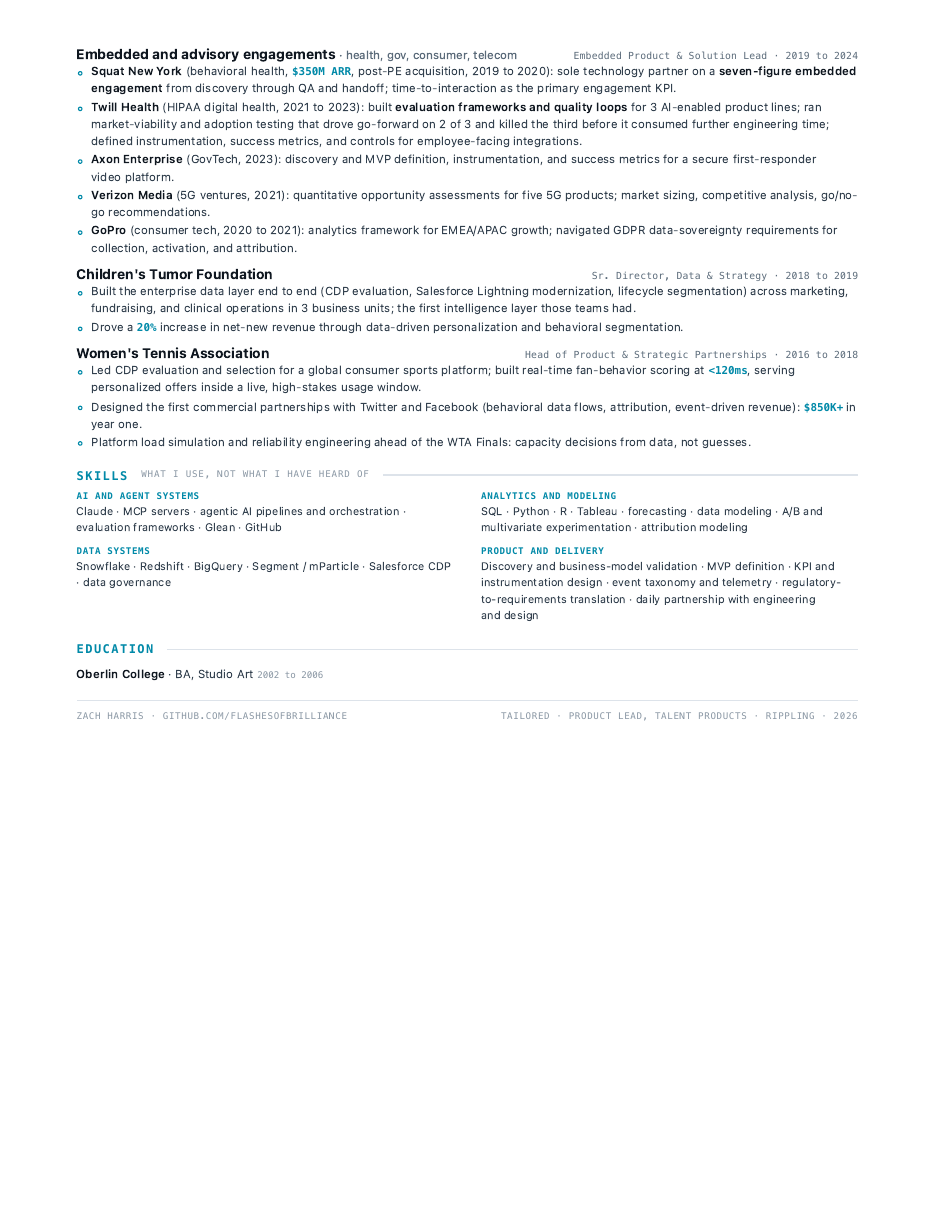 Embedded and advisory engagements · health, gov, consumer, telecom Embedded Product & Solution Lead · 2019 to 2024
Squat New York (behavioral health, $350M ARR, post-PE acquisition, 2019 to 2020): sole technology partner on a seven-figure embedded
engagement from discovery through QA and handoff; time-to-interaction as the primary engagement KPI.
Twill Health (HIPAA digital health, 2021 to 2023): built evaluation frameworks and quality loops for 3 AI-enabled product lines; ran
market-viability and adoption testing that drove go-forward on 2 of 3 and killed the third before it consumed further engineering time;
defined instrumentation, success metrics, and controls for employee-facing integrations.
Axon Enterprise (GovTech, 2023): discovery and MVP definition, instrumentation, and success metrics for a secure first-responder
video platform.
Verizon Media (5G ventures, 2021): quantitative opportunity assessments for five 5G products; market sizing, competitive analysis, go/no-
go recommendations.
GoPro (consumer tech, 2020 to 2021): analytics framework for EMEA/APAC growth; navigated GDPR data-sovereignty requirements for
collection, activation, and attribution.
Children's Tumor Foundation Sr. Director, Data & Strategy · 2018 to 2019
Built the enterprise data layer end to end (CDP evaluation, Salesforce Lightning modernization, lifecycle segmentation) across marketing,
fundraising, and clinical operations in 3 business units; the first intelligence layer those teams had.
Drove a 20% increase in net-new revenue through data-driven personalization and behavioral segmentation.
Women's Tennis Association Head of Product & Strategic Partnerships · 2016 to 2018
Led CDP evaluation and selection for a global consumer sports platform; built real-time fan-behavior scoring at <120ms, serving
personalized offers inside a live, high-stakes usage window.
Designed the first commercial partnerships with Twitter and Facebook (behavioral data flows, attribution, event-driven revenue): $850K+ in
year one.
Platform load simulation and reliability engineering ahead of the WTA Finals: capacity decisions from data, not guesses.
SKILLS WHAT I USE, NOT WHAT I HAVE HEARD OF
AI AND AGENT SYSTEMS
Claude · MCP servers · agentic AI pipelines and orchestration ·
evaluation frameworks · Glean · GitHub
DATA SYSTEMS
Snowflake · Redshift · BigQuery · Segment / mParticle · Salesforce CDP
· data governance
ANALYTICS AND MODELING
SQL · Python · R · Tableau · forecasting · data modeling · A/B and
multivariate experimentation · attribution modeling
PRODUCT AND DELIVERY
Discovery and business-model validation · MVP definition · KPI and
instrumentation design · event taxonomy and telemetry · regulatory-
to-requirements translation · daily partnership with engineering
and design
EDUCATION
Oberlin College · BA, Studio Art 2002 to 2006
ZACH HARRIS · GITHUB.COM/FLASHESOFBRILLIANCE TAILORED · PRODUCT LEAD, TALENT PRODUCTS · RIPPLING · 2026